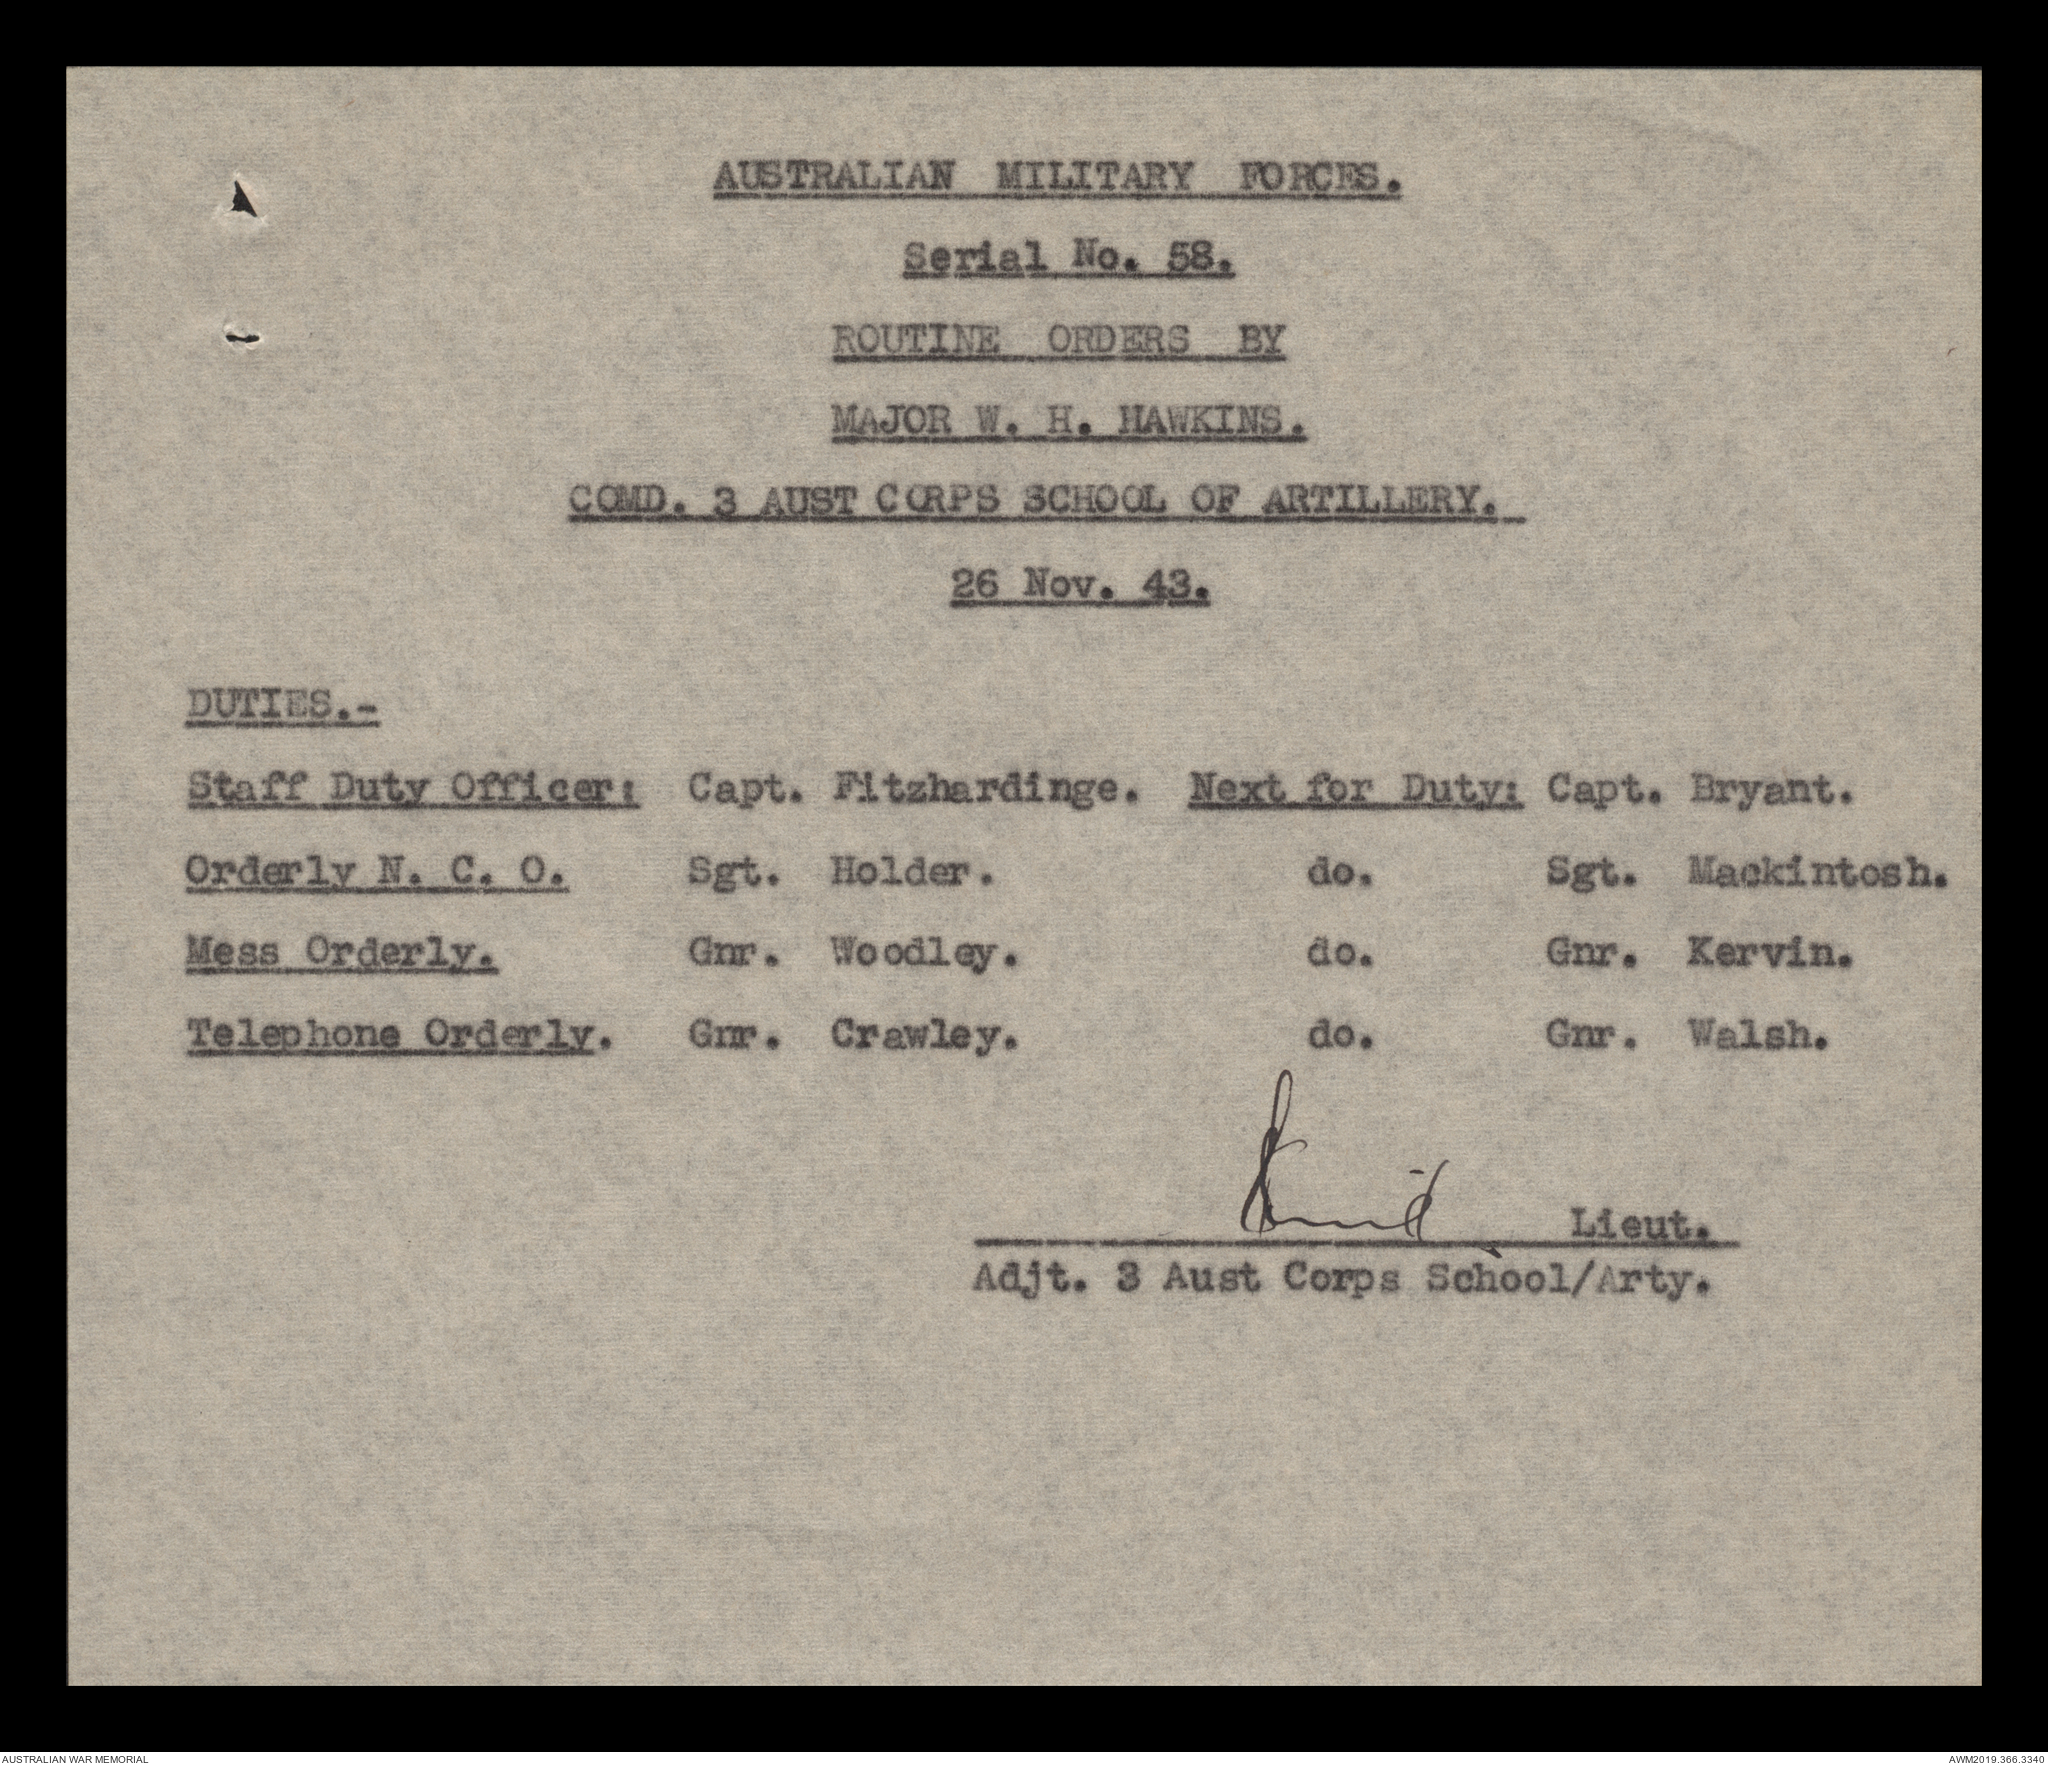 AUSTRALIAN MILITARY FORCES.
Serial No. 58.
ROUTINE ORDERS BY
MAJOR W. H. HAWKINS.
COMD. 3 AUST CORPS SCHOOL OF ARTILLERY.
26 Nov. 43.
DUTIES.-
Staff Duty Officer: Capt. Fitzhardinge. Next for Duty: Capt. Bryant.
Orderly N. C. O. Sgt. Holder. do. Sgt. Mackintosh.
Mess Orderly. Gnr. Woodley. do. Gnr. Kervin.
Telephone Orderly. Gnr. Crawley. do. Gnr. Walsh.
Lieut.
Adjt. 3 Aust Corps School/Arty.
AUSTRALIAN WAR MEMORIAL AWM2019.366.3340